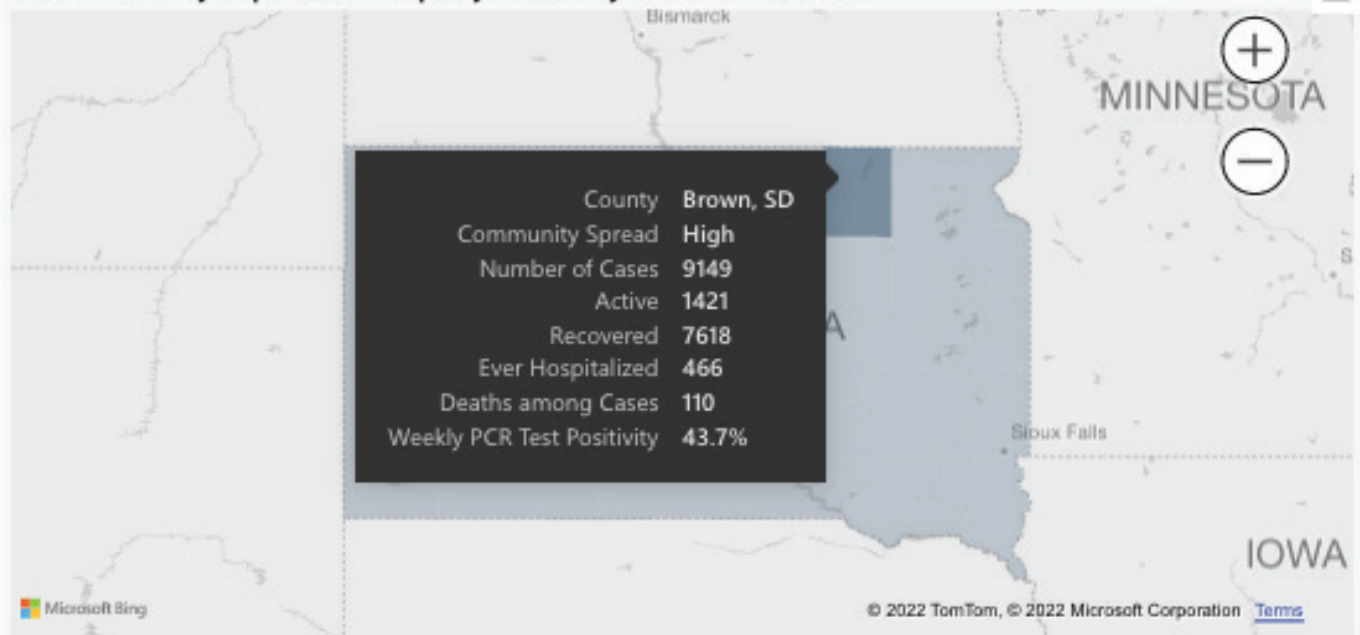 Bismarck
MINNESOTA
County Brown, SD
Community Spread High
Number of Cases 9149
Active 1421
Recovered 7618
Ever Hospitalized 466
Deaths among Cases 110
Weekly PCR Test Positivity 43.7%
A
Sioux Falls
IOWA
Microsoft Bing
© 2022 TomTom, © 2022 Microsoft Corporation Terms